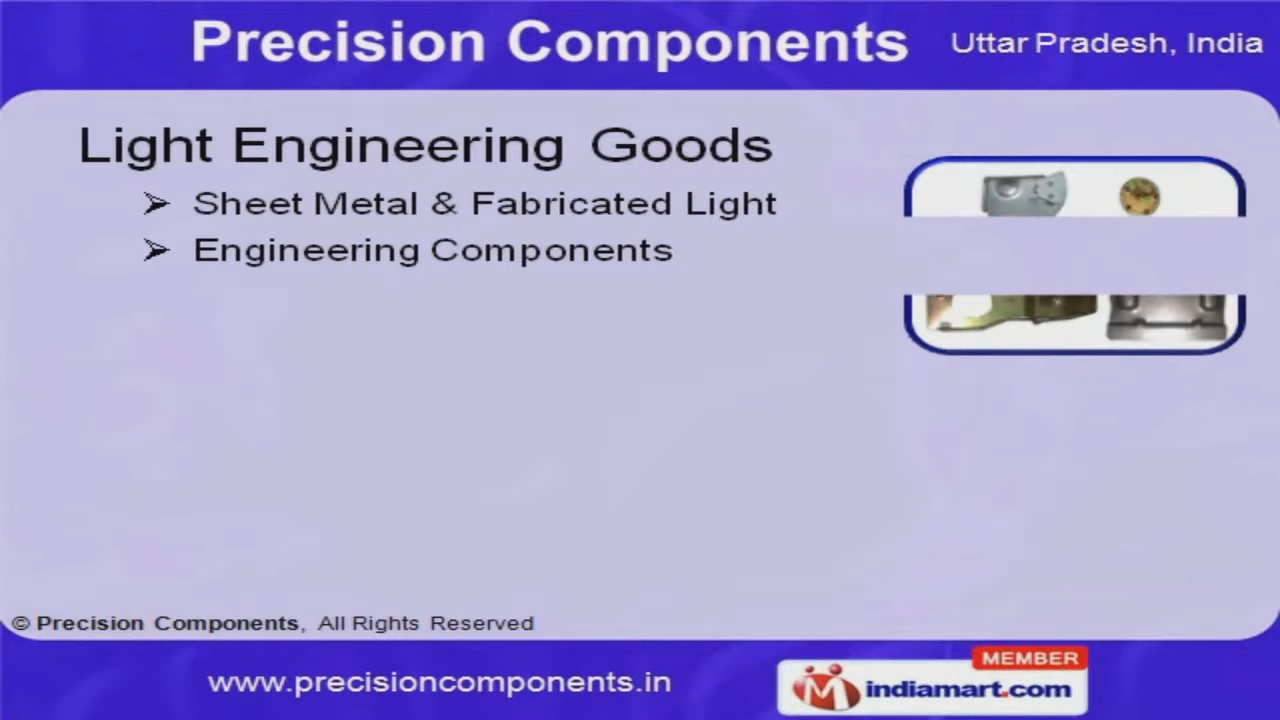 Precision Components
Uttar Pradesh, India
Light Engineering Goods
➢ Sheet Metal & Fabricated Light
➢ Engineering Components
© Precision Components, All Rights Reserved
www.precisioncomponents.in
MEMBER
indiamart.com